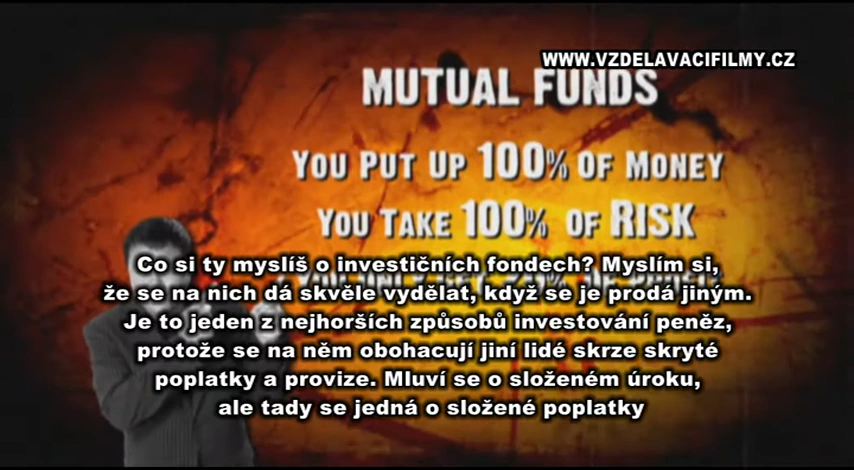 WWW.VZDELAVACIFILMY.CZ
MUTUAL FUNDS
YOU PUT UP 100% OF MONEY
YOU TAKE 100% OF RISK
Co si ty myslíš o investičních fondech? Myslím si,
že se na nich dá skvěle vydělat, když se je prodá jiným.
Je to jeden z nejhorších způsobů investování peněz,
protože se na něm obohacují jiní lidé skrze skryté
poplatky a provize. Mluví se o složeném úroku,
ale tady se jedná o složené poplatky